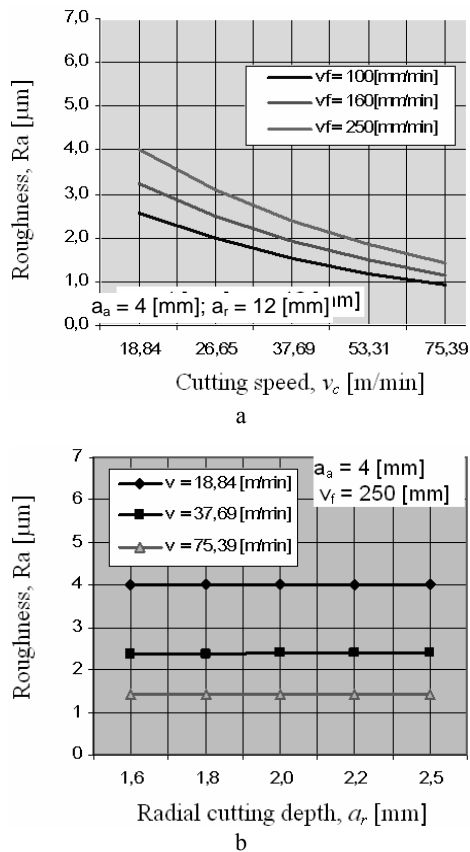 7,0
6,0
5,0
4,0
3,0
2,0
1,0
0,0
Roughness, Ra [µm]
vf = 100[mm/min]
vf = 160[mm/min]
vf = 250[mm/min]
aₐ = 4 [mm]; aᵣ = 12 [mm]
18,84 26,65 37,69 53,31 75,39
Cutting speed, v꜀ [m/min]
a
7
6
5
4
3
2
1
0
Roughness, Ra [µm]
v = 18,84 [m/min]
v = 37,69 [m/min]
v = 75,39 [m/min]
aₐ = 4 [mm]
v_f = 250 [mm]
1,6 1,8 2,0 2,2 2,5
Radial cutting depth, aᵣ [mm]
b